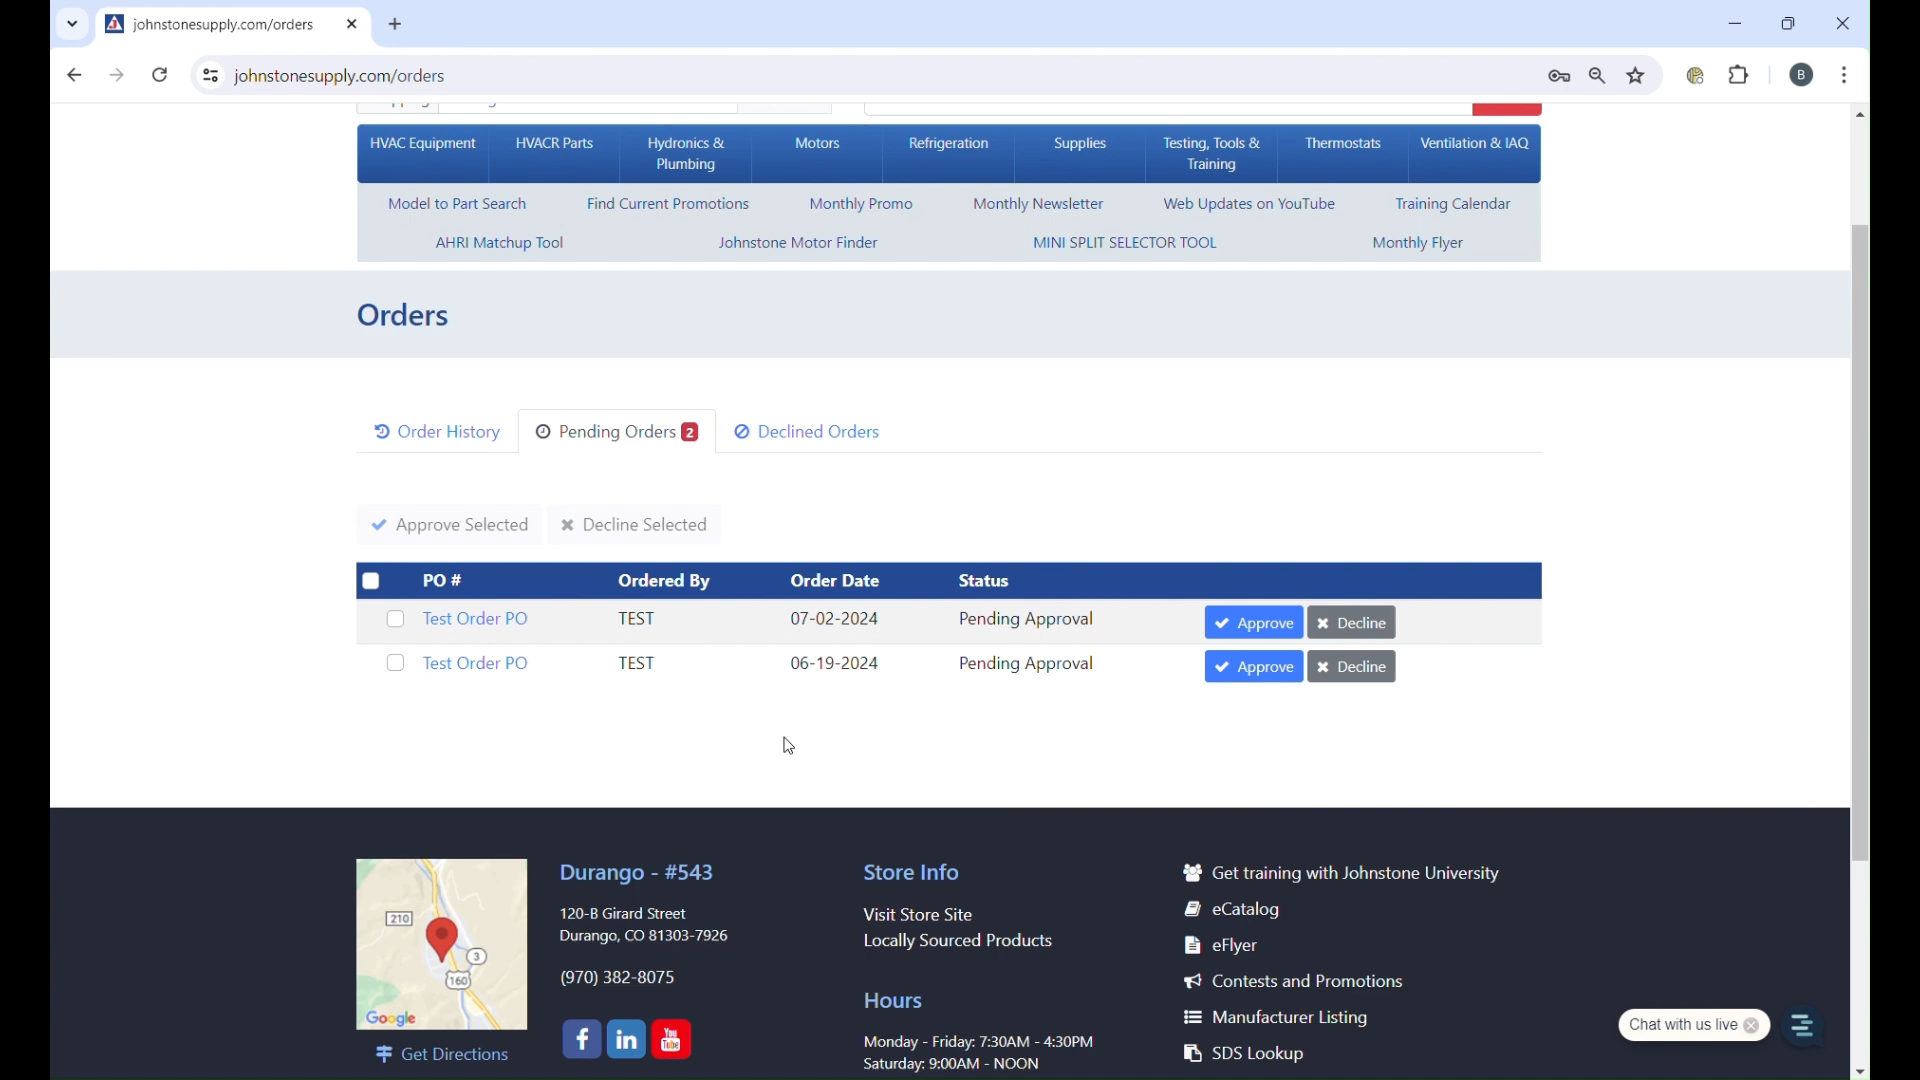 johnstonesupply.com/orders
johnstonesupply.com/orders
B
HVAC Equipment
HVACR Parts
Hydronics &
Plumbing
Motors
Refrigeration
Supplies
Testing, Tools &
Training
Thermostats
Ventilation & IAQ
Model to Part Search
Find Current Promotions
Monthly Promo
Monthly Newsletter
Web Updates on YouTube
Training Calendar
AHRI Matchup Tool
Johnstone Motor Finder
MINI SPLIT SELECTOR TOOL
Monthly Flyer
Orders
Order History
Pending Orders 2
Declined Orders
Approve Selected
Decline Selected
PO # Ordered By Order Date Status
Test Order PO TEST 07-02-2024 Pending Approval Approve Decline
Test Order PO TEST 06-19-2024 Pending Approval Approve Decline
210
3
160
Google
Get Directions
Durango - #543
120-B Girard Street
Durango, CO 81303-7926
(970) 382-8075
f
in
You
Tube
Store Info
Visit Store Site
Locally Sourced Products
Hours
Monday - Friday: 7:30AM - 4:30PM
Saturday: 9:00AM - NOON
Get training with Johnstone University
eCatalog
eFlyer
Contests and Promotions
Manufacturer Listing
SDS Lookup
Chat with us live